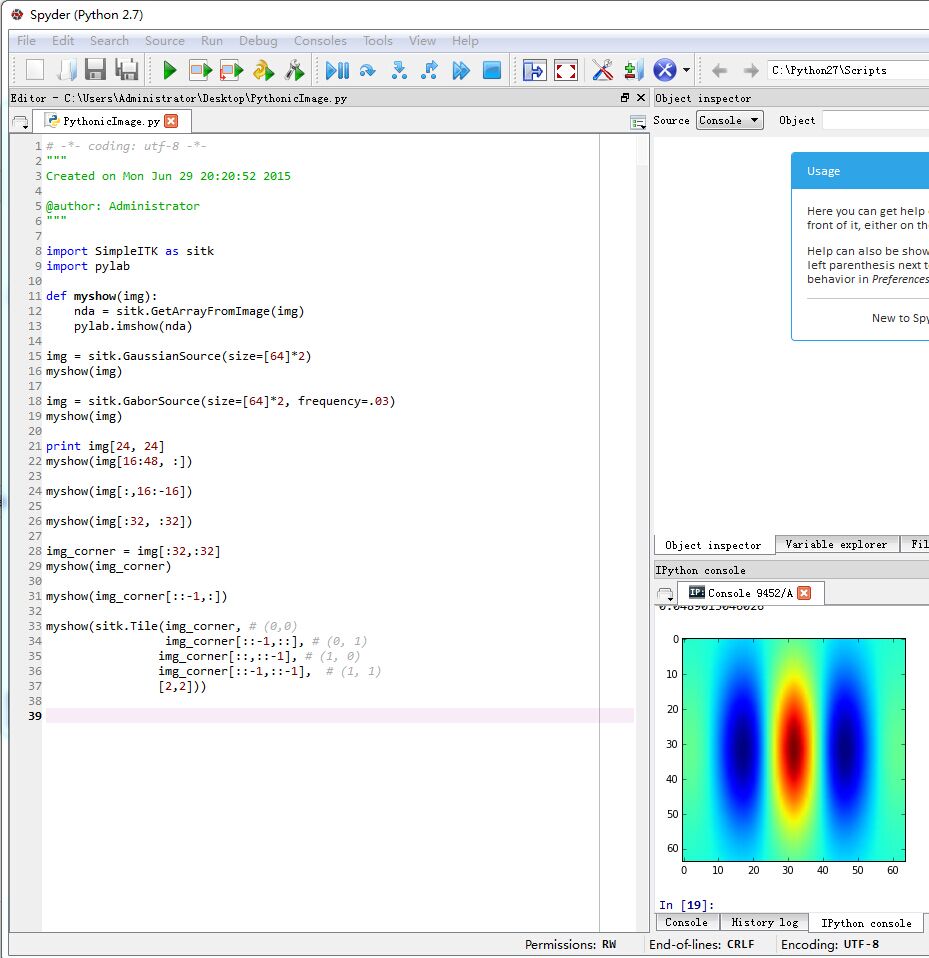 Spyder (Python 2.7)
File Edit Search Source Run Debug Consoles Tools View Help
C:\Python27\Scripts
Editor - C:\Users\Administrator\Desktop\PythonicImage.py
PythonicImage.py
1 # -*- coding: utf-8 -*-
2 """
3 Created on Mon Jun 29 20:20:52 2015
4
5 @author: Administrator
6 """
7
8 import SimpleITK as sitk
9 import pylab
10
11 def myshow(img):
12     nda = sitk.GetArrayFromImage(img)
13     pylab.imshow(nda)
14
15 img = sitk.GaussianSource(size=[64]*2)
16 myshow(img)
17
18 img = sitk.GaborSource(size=[64]*2, frequency=.03)
19 myshow(img)
20
21 print img[24, 24]
22 myshow(img[16:48, :])
23
24 myshow(img[:,16:-16])
25
26 myshow(img[:32, :32])
27
28 img_corner = img[:32,:32]
29 myshow(img_corner)
30
31 myshow(img_corner[::-1,:])
32
33 myshow(sitk.Tile(img_corner, # (0,0)
34                  img_corner[::-1,::], # (0, 1)
35                 img_corner[::,::-1], # (1, 0)
36                 img_corner[::-1,::-1],  # (1, 1)
37                 [2,2]))
38
39
Object inspector
Source Console Object
Usage
Here you can get help
front of it, either on the
Help can also be show
left parenthesis next t
behavior in Preferences
New to Spy
Object inspector Variable explorer Fil
IPython console
IP: Console 9452/A
0
10
20
30
40
50
60
0 10 20 30 40 50 60
In [19]:
Console History log IPython console
Permissions: RW End-of-lines: CRLF Encoding: UTF-8